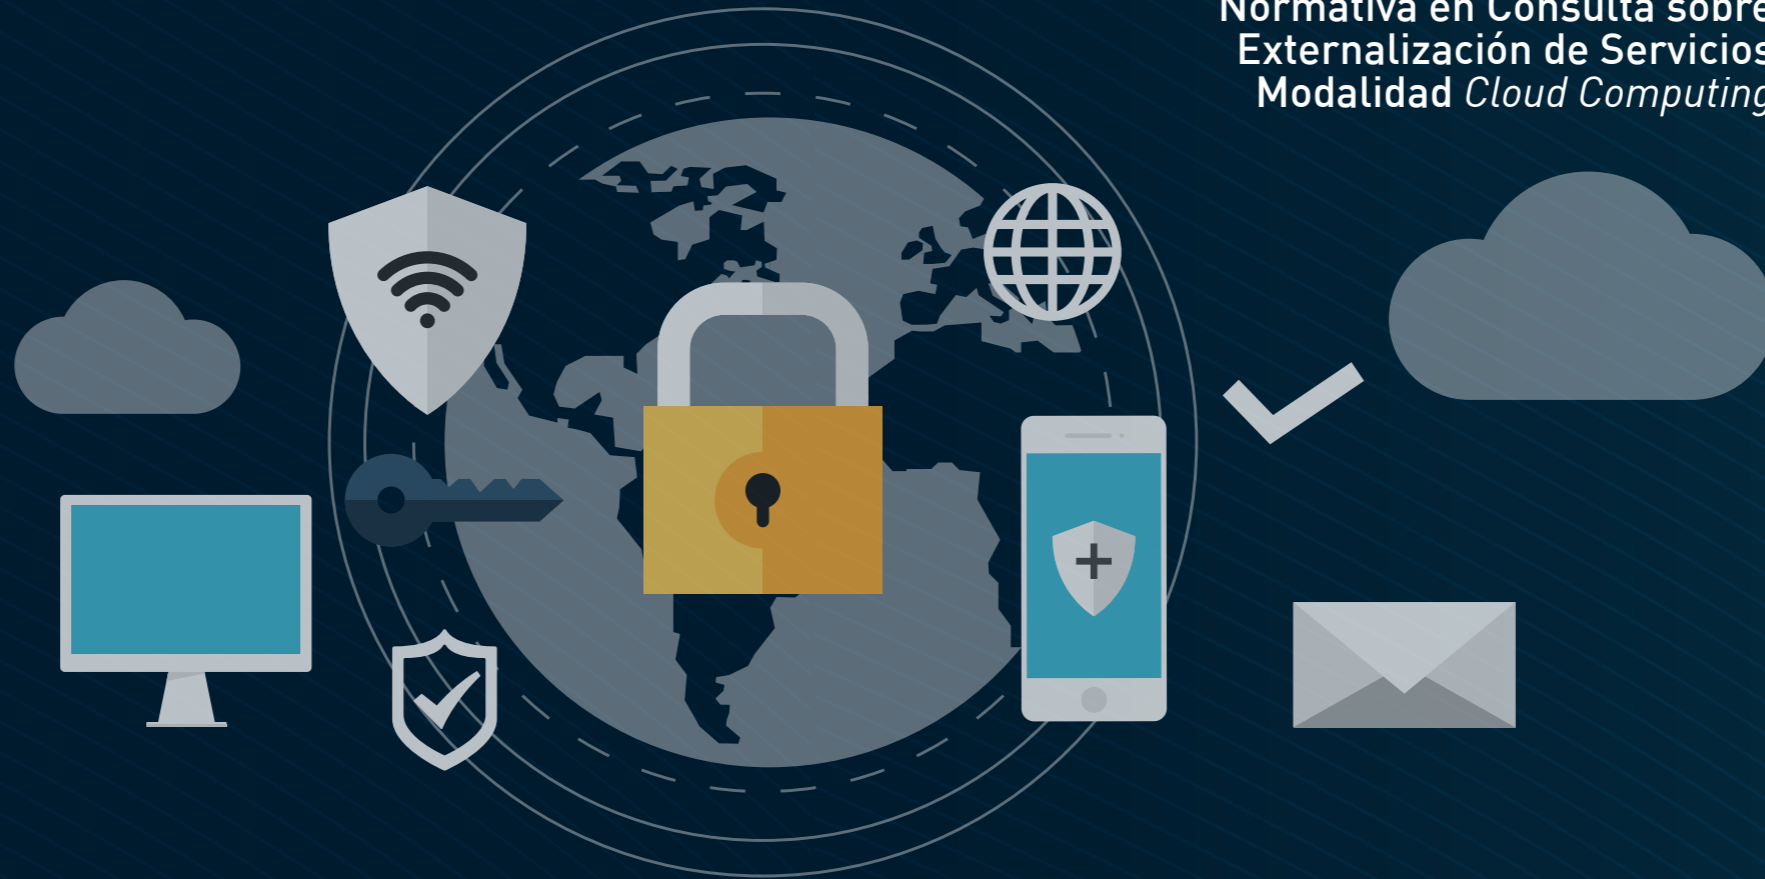 Normativa en Consulta sobre
Externalización de Servicios
Modalidad Cloud Computing